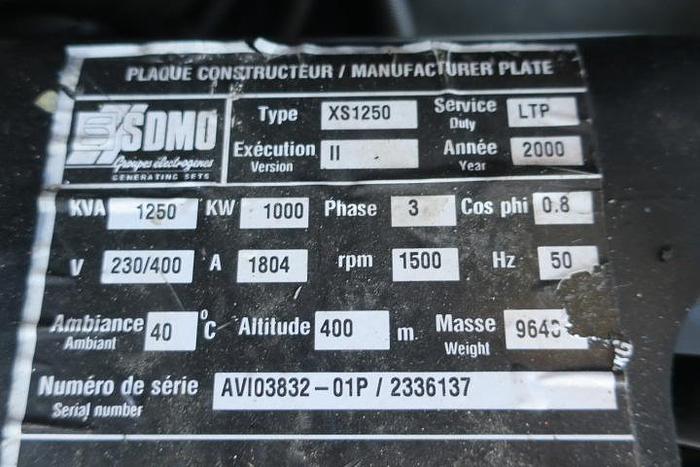 PLAQUE CONSTRUCTEUR / MANUFACTURER PLATE
SDMO
Groupes électrogènes
GENERATING SETS
Type XS1250 Service LTP
Duty
Exécution II Année 2000
Version Year
KVA 1250 KW 1000 Phase 3 Cos phi 0.8
V 230/400 A 1804 rpm 1500 Hz 50
Ambiance 40 °C Altitude 400 m Masse
Ambiant Weight
Numéro de série AVI03832-01P / 2336137
Serial number